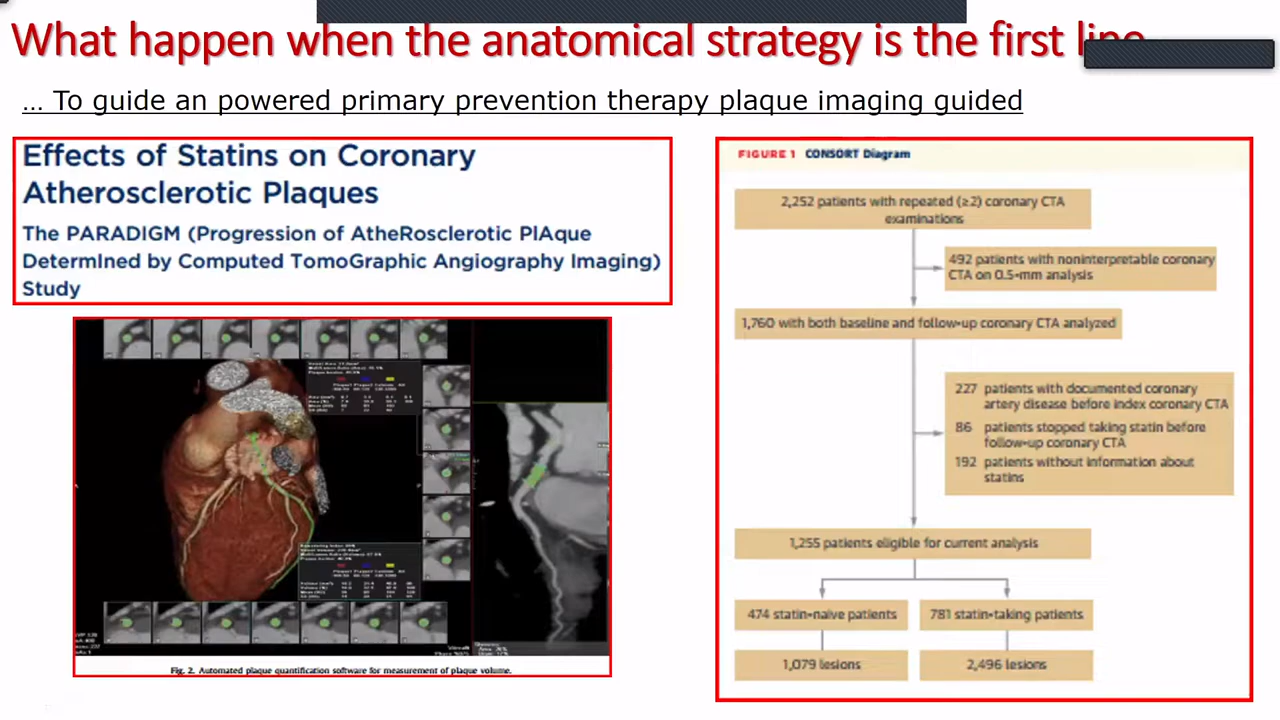 What happen when the anatomical strategy is the first line
… To guide an powered primary prevention therapy plaque imaging guided
Effects of Statins on Coronary
Atherosclerotic Plaques
The PARADIGM (Progression of AtheRosclerotic PlAque
DetermIned by Computed TomoGraphic Angiography Imaging)
Study
Fig. 2. Automated plaque quantification software for measurement of plaque volume.
FIGURE 1 CONSORT Diagram
2,252 patients with repeated (≥2) coronary CTA
examinations
492 patients with noninterpretable coronary
CTA on 0.5-mm analysis
1,760 with both baseline and follow-up coronary CTA analyzed
227 patients with documented coronary
artery disease before index coronary CTA
86 patients stopped taking statin before
follow-up coronary CTA
192 patients without information about
statins
1,255 patients eligible for current analysis
474 statin-naive patients
781 statin-taking patients
1,079 lesions
2,496 lesions